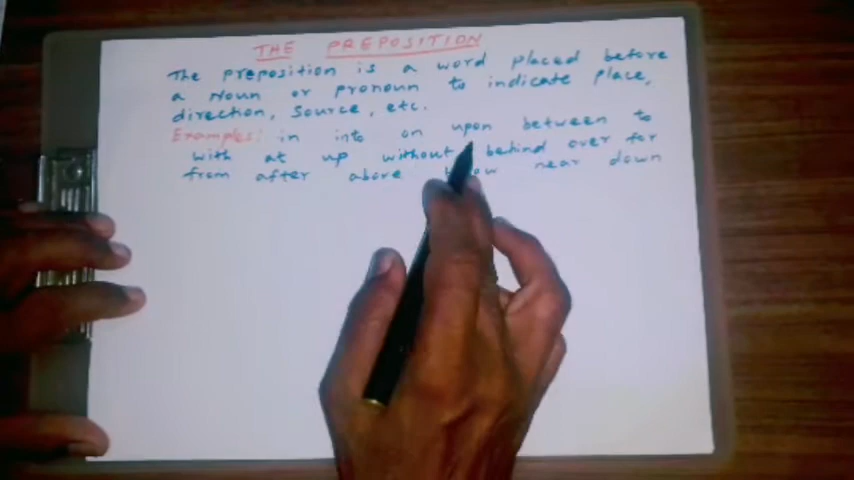 THE PREPOSITION
The preposition is a word placed before
a Noun or pronoun to indicate place,
direction, Source, etc.
Examples: in into on upon between to
with at up without behind over for
from after above below near down